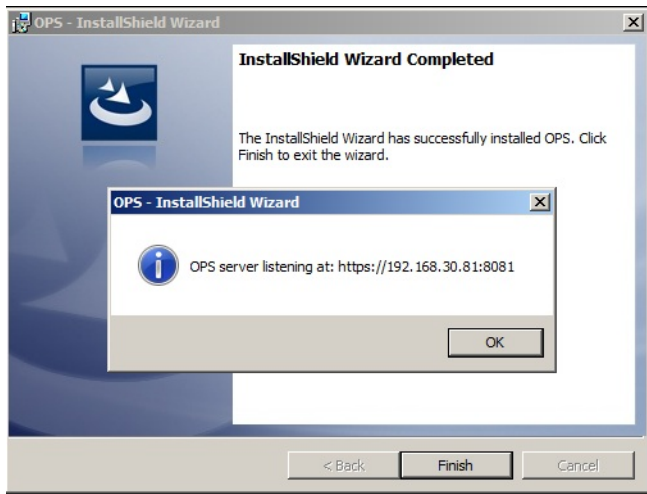 OPS - InstallShield Wizard
InstallShield Wizard Completed
The InstallShield Wizard has successfully installed OPS. Click
Finish to exit the wizard.
OPS - InstallShield Wizard
OPS server listening at: https://192.168.30.81:8081
OK
< Back
Finish
Cancel